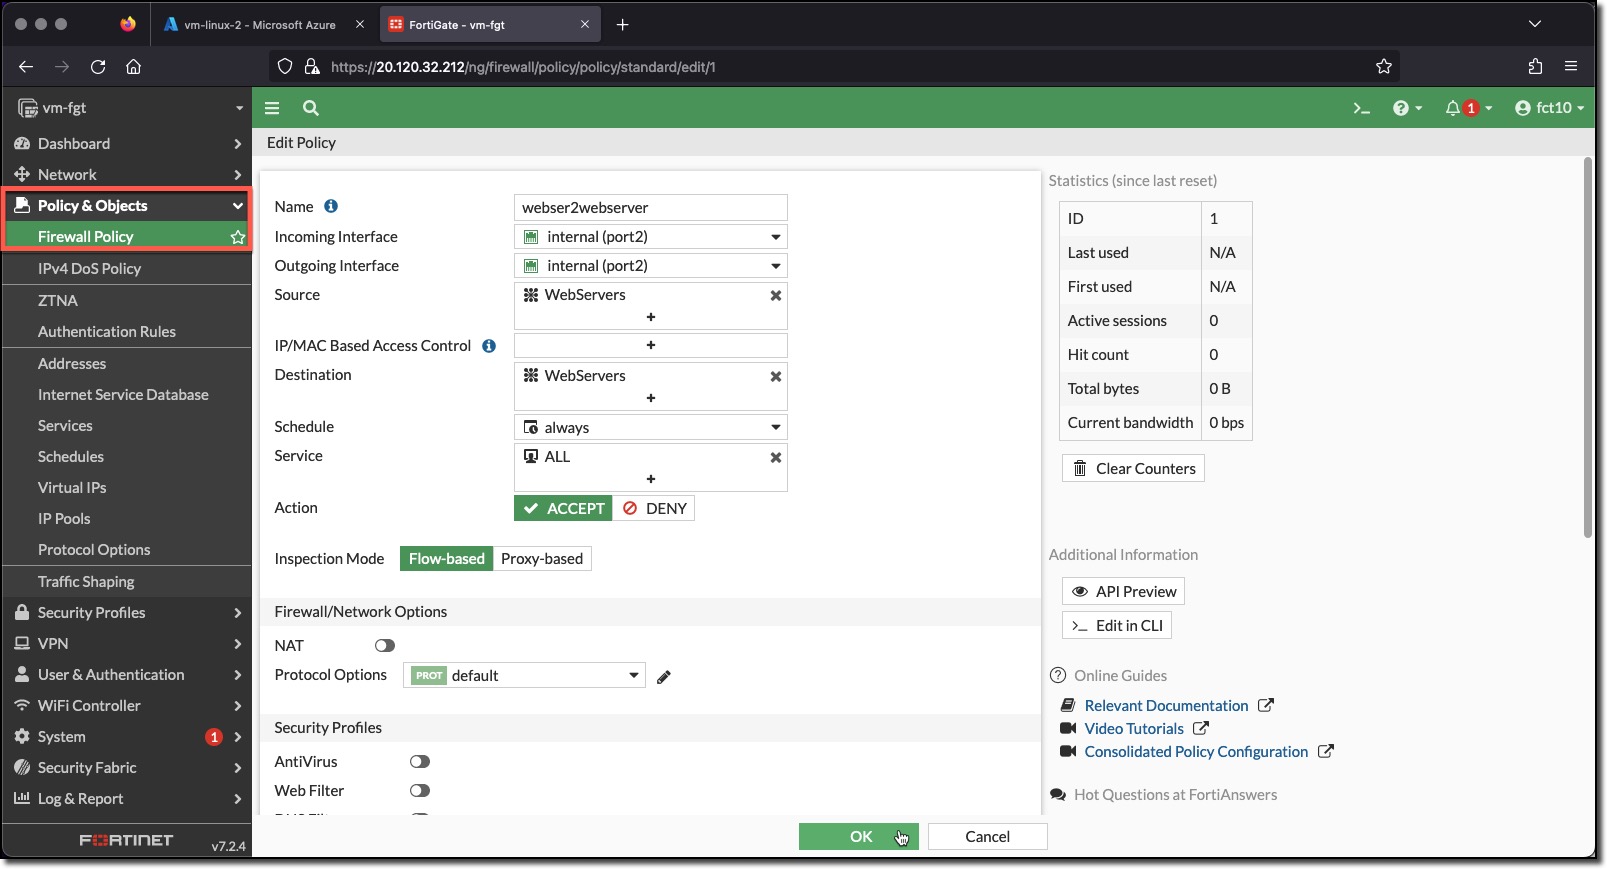 vm-linux-2 - Microsoft Azure
FortiGate - vm-fgt
https://20.120.32.212/ng/firewall/policy/policy/standard/edit/1
vm-fgt
1
fct10
Dashboard
Network
Policy & Objects
Firewall Policy
IPv4 DoS Policy
ZTNA
Authentication Rules
Addresses
Internet Service Database
Services
Schedules
Virtual IPs
IP Pools
Protocol Options
Traffic Shaping
Security Profiles
VPN
User & Authentication
WiFi Controller
System 1
Security Fabric
Log & Report
FORTINET v7.2.4
Edit Policy
Name webser2webserver
Incoming Interface internal (port2)
Outgoing Interface internal (port2)
Source WebServers
+
IP/MAC Based Access Control +
Destination WebServers
+
Schedule always
Service ALL
+
Action ACCEPT DENY
Inspection Mode Flow-based Proxy-based
Firewall/Network Options
NAT
Protocol Options PROT default
Security Profiles
AntiVirus
Web Filter
OK Cancel
Statistics (since last reset)
ID 1
Last used N/A
First used N/A
Active sessions 0
Hit count 0
Total bytes 0 B
Current bandwidth 0 bps
Clear Counters
Additional Information
API Preview
>_ Edit in CLI
Online Guides
Relevant Documentation
Video Tutorials
Consolidated Policy Configuration
Hot Questions at FortiAnswers